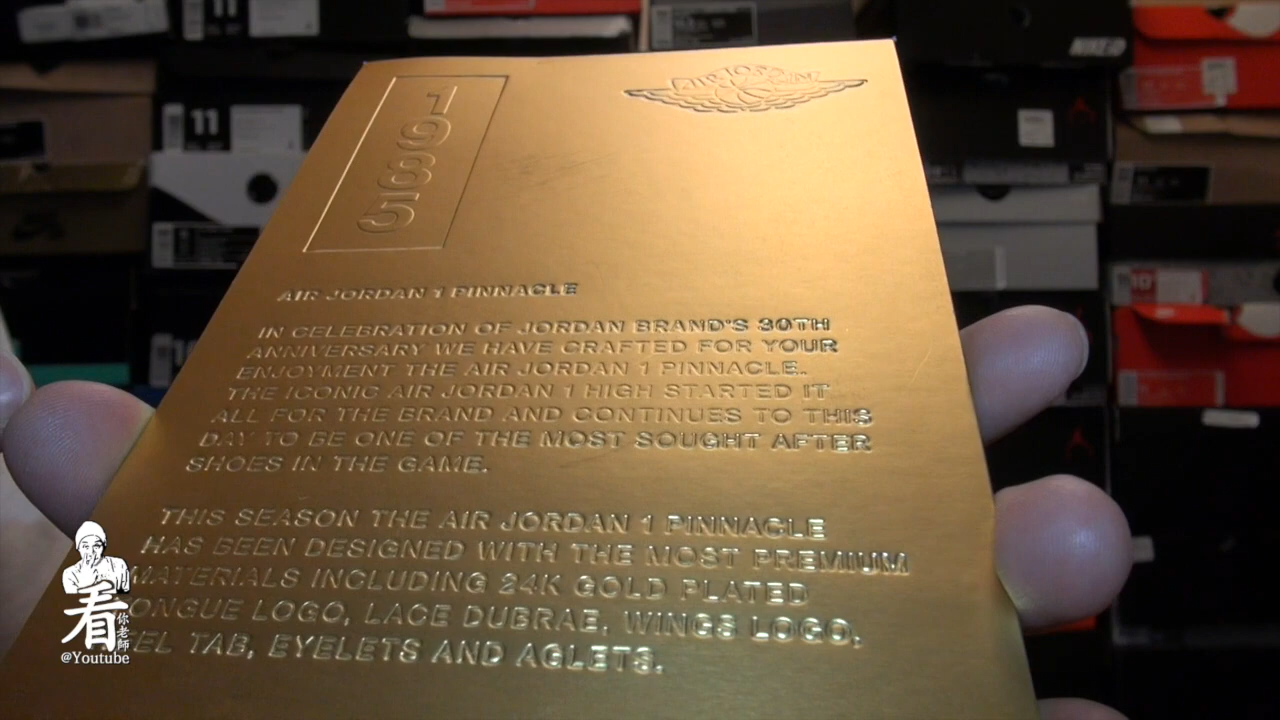 1985
AIR JORDAN
AIR JORDAN 1 PINNACLE
IN CELEBRATION OF JORDAN BRAND'S 30TH
ANNIVERSARY WE HAVE CRAFTED FOR YOUR
ENJOYMENT THE AIR JORDAN 1 PINNACLE.
THE ICONIC AIR JORDAN 1 HIGH STARTED IT
ALL FOR THE BRAND AND CONTINUES TO THIS
DAY TO BE ONE OF THE MOST SOUGHT AFTER
SHOES IN THE GAME.
THIS SEASON THE AIR JORDAN 1 PINNACLE
HAS BEEN DESIGNED WITH THE MOST PREMIUM
MATERIALS INCLUDING 24K GOLD PLATED
ONGUE LOGO, LACE DUBRAE, WINGS LOGO,
EL TAB, EYELETS AND AGLETS.
看你老師
@Youtube
11
11